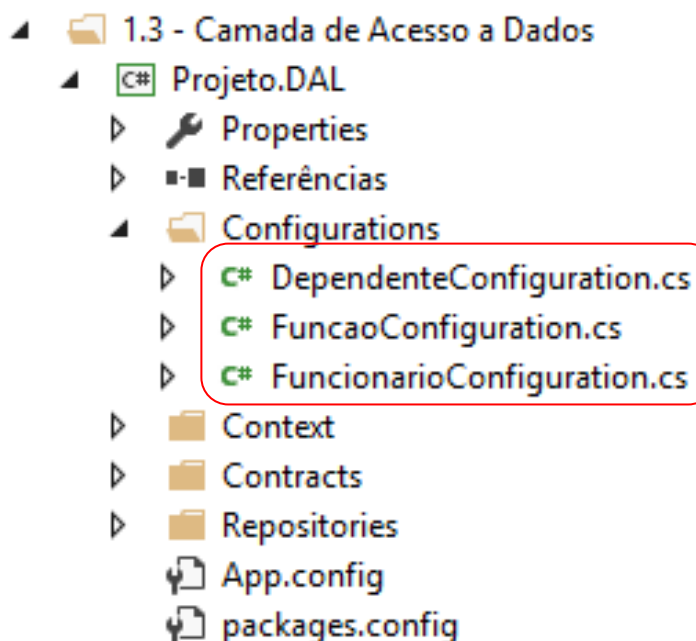 1.3 - Camada de Acesso a Dados
C# Projeto.DAL
Properties
Referências
Configurations
C# DependenteConfiguration.cs
C# FuncaoConfiguration.cs
C# FuncionarioConfiguration.cs
Context
Contracts
Repositories
App.config
packages.config